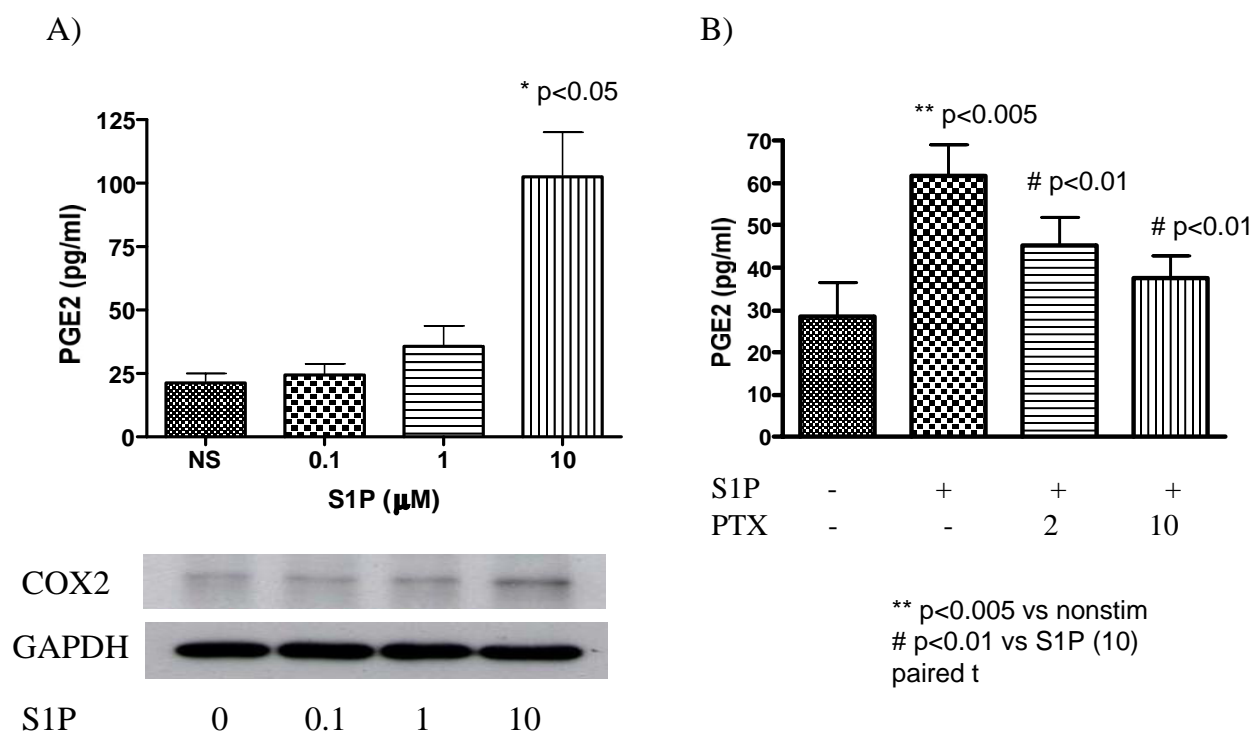 A)
* p<0.05
125
100
75
50
25
0
PGE2 (pg/ml)
NS 0.1 1 10
S1P (μM)
COX2
GAPDH
S1P 0 0.1 1 10
B)
** p<0.005
# p<0.01
# p<0.01
70
60
50
40
30
20
10
0
PGE2 (pg/ml)
S1P - + + +
PTX - - 2 10
** p<0.005 vs nonstim
# p<0.01 vs S1P (10)
paired t